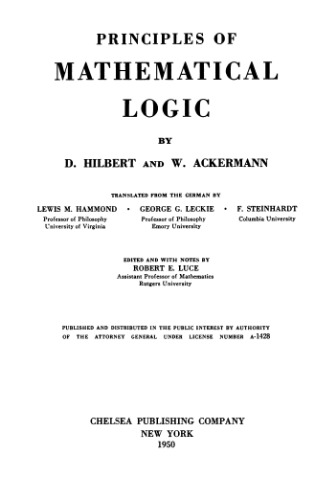 PRINCIPLES OF
MATHEMATICAL
LOGIC
BY
D. HILBERT AND W. ACKERMANN
TRANSLATED FROM THE GERMAN BY
LEWIS M. HAMMOND · GEORGE G. LECKIE · F. STEINHARDT
Professor of Philosophy Professor of Philosophy Columbia University
University of Virginia Emory University
EDITED AND WITH NOTES BY
ROBERT E. LUCE
Assistant Professor of Mathematics
Rutgers University
PUBLISHED AND DISTRIBUTED IN THE PUBLIC INTEREST BY AUTHORITY
OF THE ATTORNEY GENERAL UNDER LICENSE NUMBER A-1428
CHELSEA PUBLISHING COMPANY
NEW YORK
1950